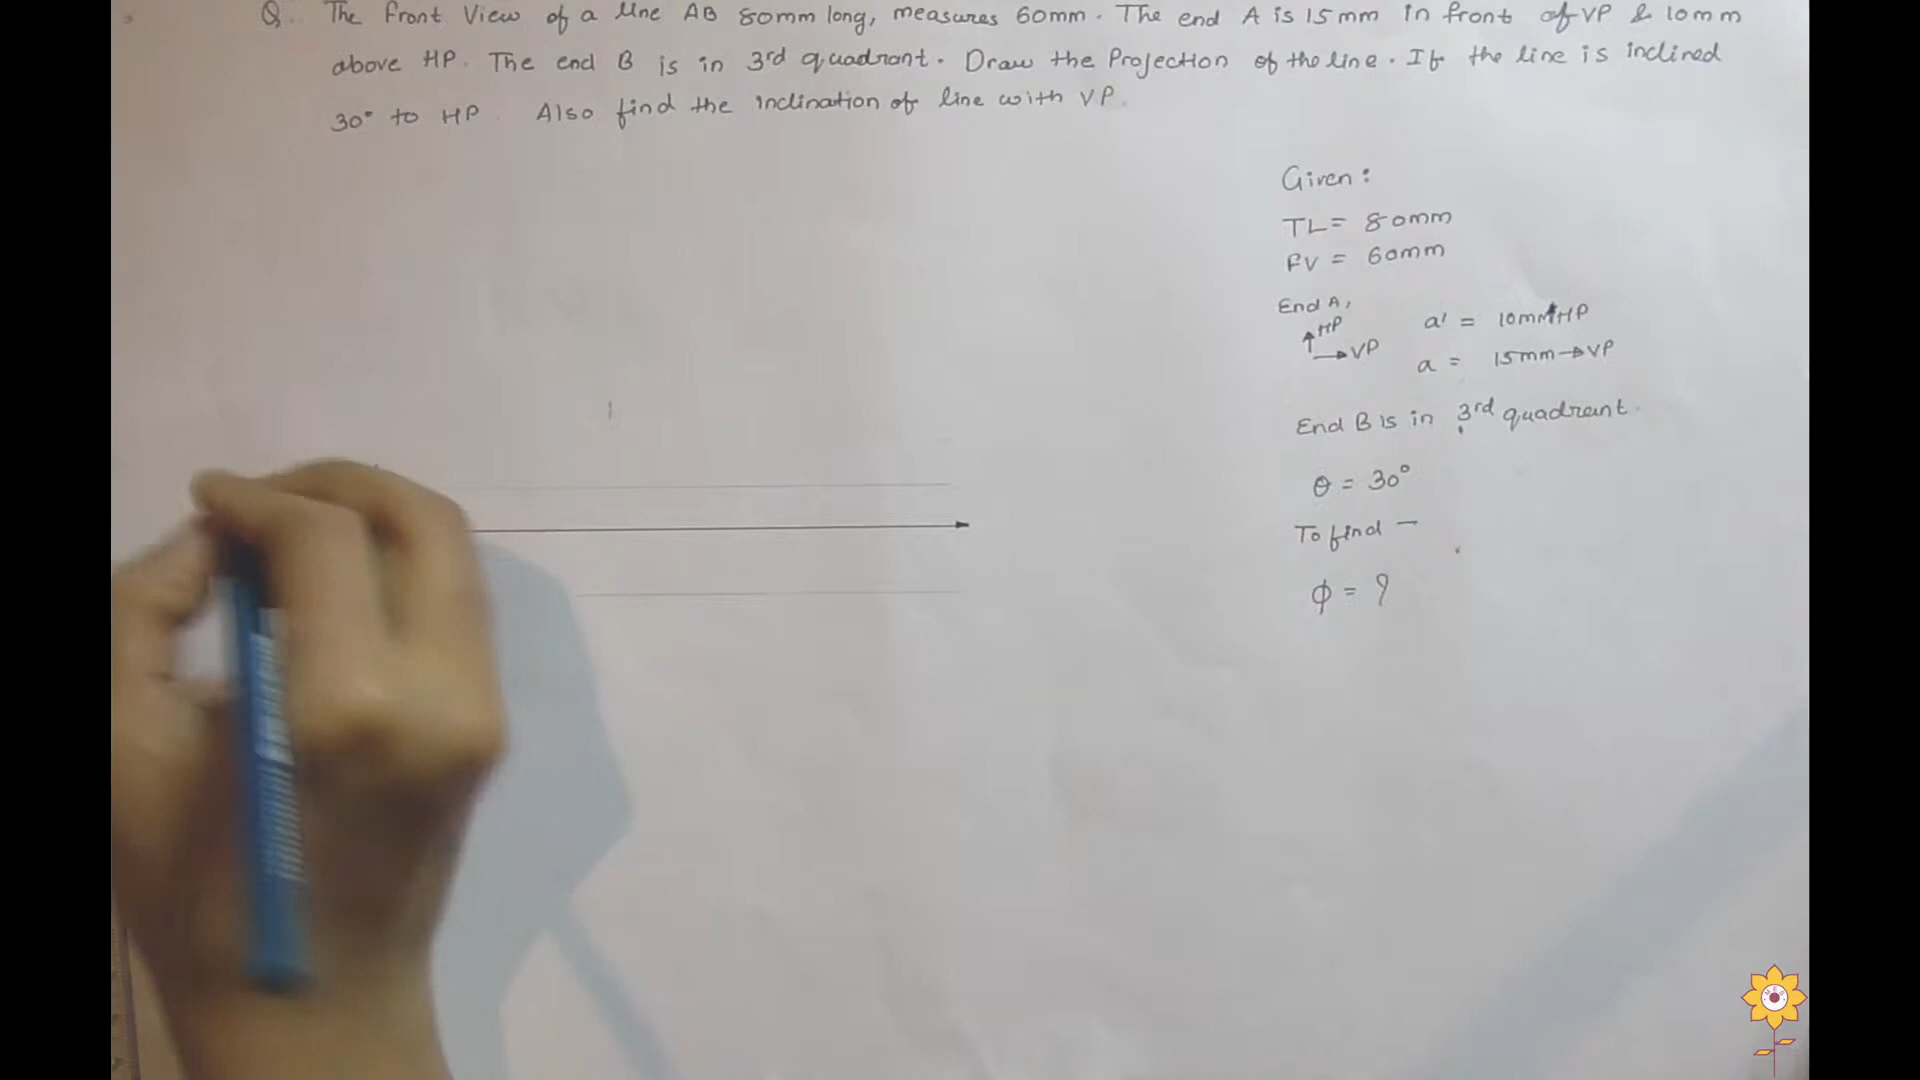 Q. The Front View of a line AB 80mm long, measures 60mm. The end A is 15mm in front of VP & 10mm
above HP. The end B is in 3rd quadrant. Draw the Projection of the line. If the line is inclined
30° to HP. Also find the inclination of line with VP.
Given:
TL = 80mm
FV = 60mm
End A,
↑HP a' = 10mm↑HP
→VP a = 15mm→VP
End B is in 3rd quadrant.
θ = 30°
To find —
ϕ = ?